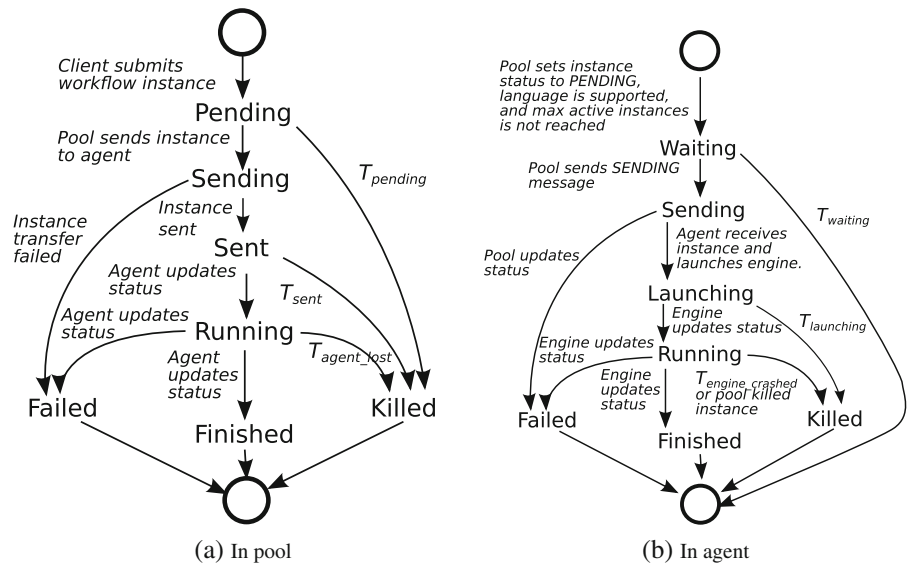 Client submits
workflow instance
Pending
Pool sends instance
to agent
T_pending
Sending
Instance
transfer
failed
Instance
sent
Sent
Agent updates
status
T_sent
Agent updates
status
Running
T_agent_lost
Agent
updates
status
Failed
Killed
Finished
(a) In pool
Pool sets instance
status to PENDING,
language is supported,
and max active instances
is not reached
Waiting
Pool sends SENDING
message
Sending
T_waiting
Agent receives
instance and
launches engine.
Pool updates
status
Launching
Engine
updates status
T_launching
Engine updates
status
Running
Engine
updates
status
T_engine_crashed
or pool killed
instance
Failed
Killed
Finished
(b) In agent